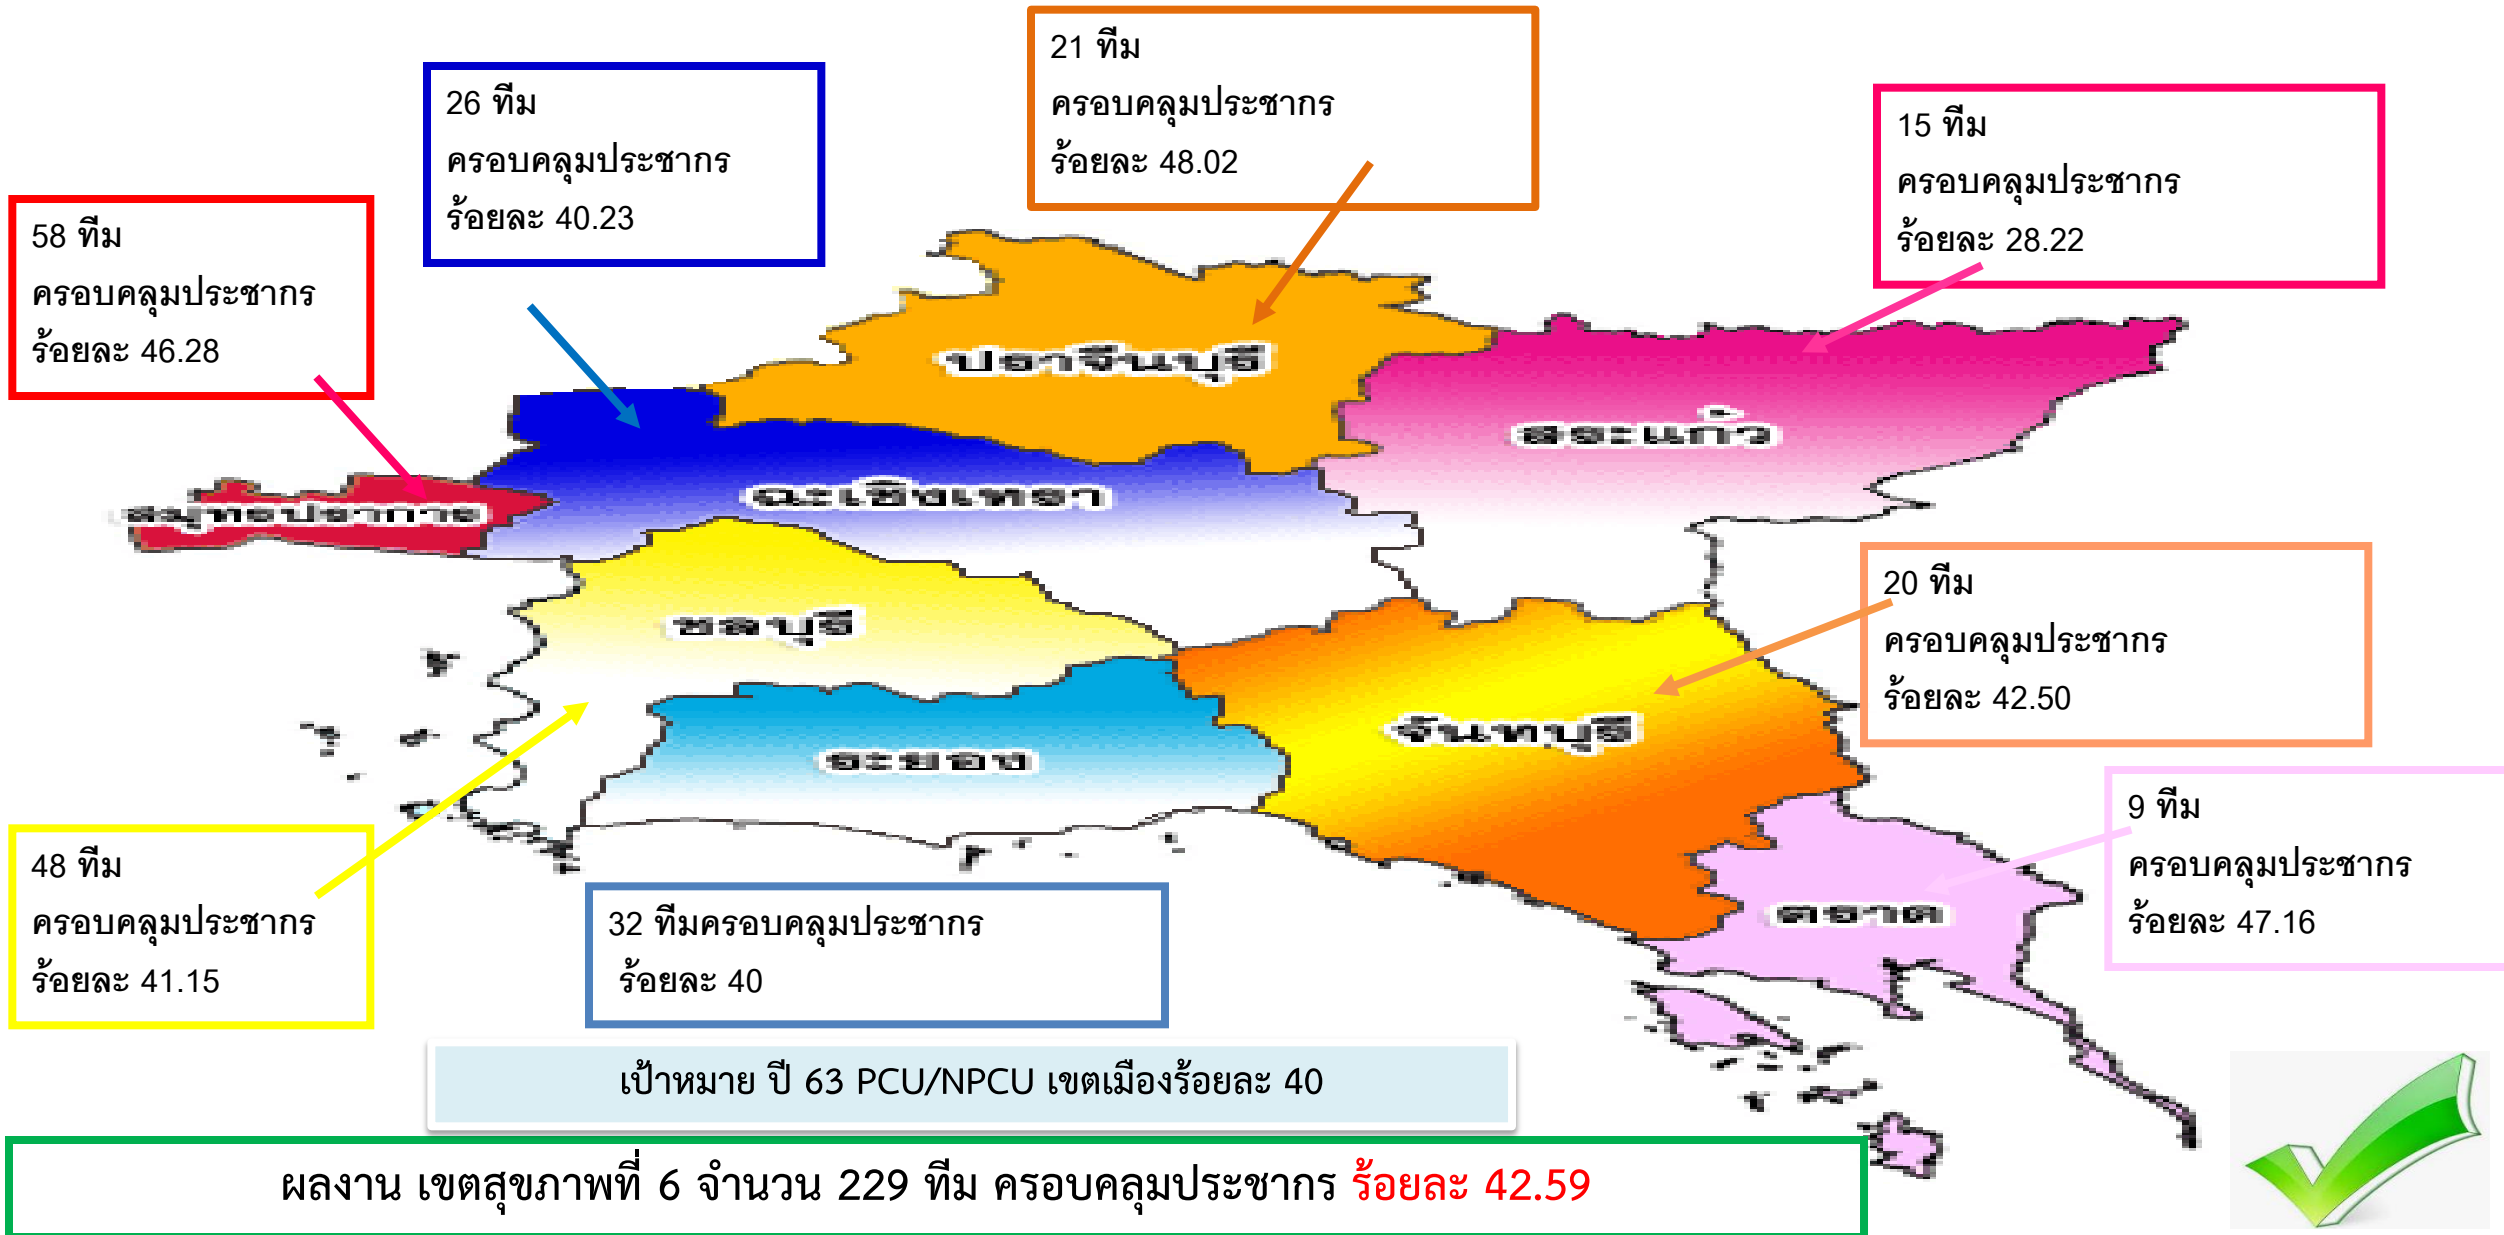 21 ทีม
ครอบคลุมประชากร
ร้อยละ 48.02
26 ทีม
ครอบคลุมประชากร
ร้อยละ 40.23
15 ทีม
ครอบคลุมประชากร
ร้อยละ 28.22
58 ทีม
ครอบคลุมประชากร
ร้อยละ 46.28
ปราจีนบุรี
สระแก้ว
ฉะเชิงเทรา
สมุทรปราการ
20 ทีม
ครอบคลุมประชากร
ร้อยละ 42.50
ชลบุรี
จันทบุรี
ระยอง
9 ทีม
ครอบคลุมประชากร
ร้อยละ 47.16
48 ทีม
ครอบคลุมประชากร
ร้อยละ 41.15
32 ทีมครอบคลุมประชากร
ร้อยละ 40
ตราด
เป้าหมาย ปี 63 PCU/NPCU เขตเมืองร้อยละ 40
ผลงาน เขตสุขภาพที่ 6 จำนวน 229 ทีม ครอบคลุมประชากร ร้อยละ 42.59